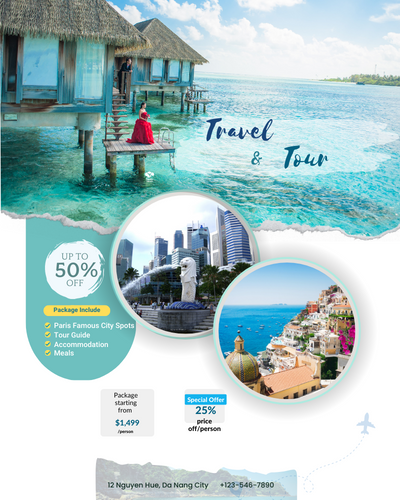 Travel
& Tour
UP TO
50%
OFF
Package Include
Paris Famous City Spots
Tour Guide
Accommodation
Meals
Package
starting
from
$1,499
/person
Special Offer
25%
price
off/person
12 Nguyen Hue, Da Nang City +123-546-7890